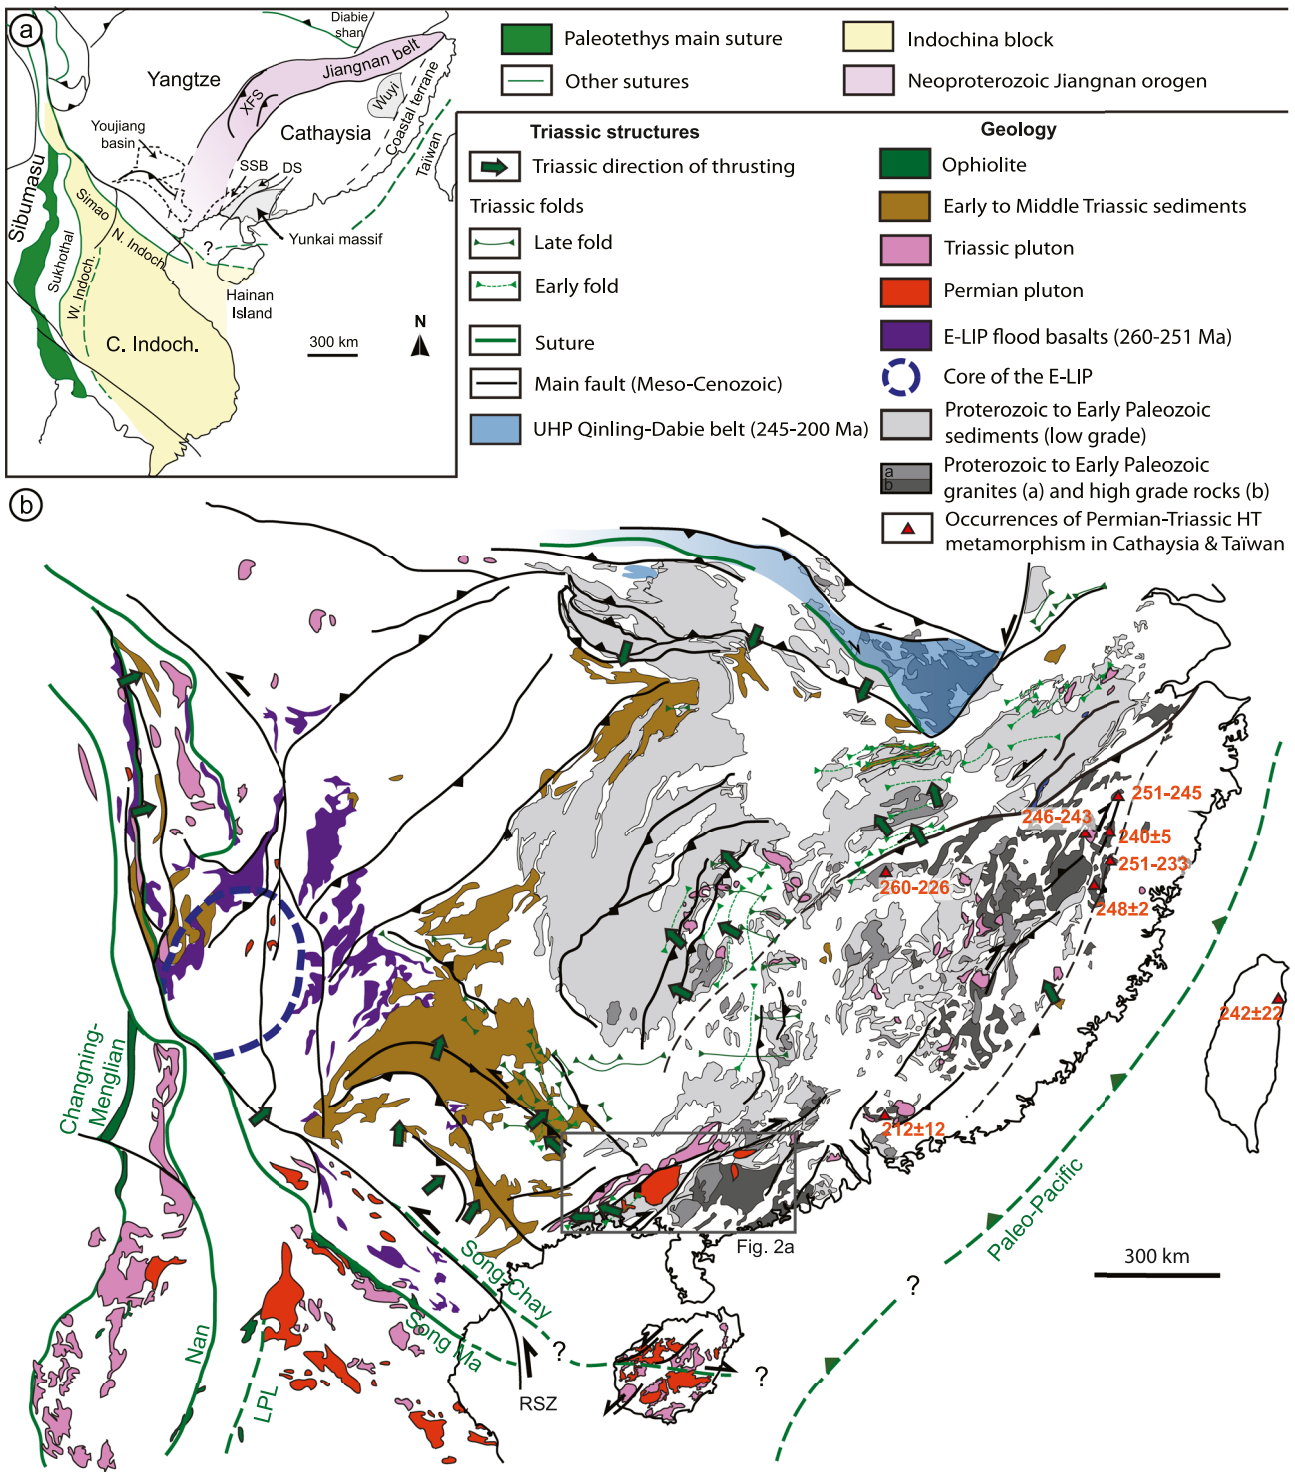 a
Diabie
shan
Yangtze
Jiangnan belt
XFS
Wuyi
Coastal terrane
Cathaysia
Youjiang
basin
Taïwan
SSB
DS
Sibumasu
Simao
Sukhothai
N. Indoch.
?
Yunkai massif
W. Indoch.
Hainan
Island
C. Indoch.
300 km
N
Paleotethys main suture
Other sutures
Indochina block
Neoproterozoic Jiangnan orogen
Triassic structures
Triassic direction of thrusting
Triassic folds
Late fold
Early fold
Suture
Main fault (Meso-Cenozoic)
UHP Qinling-Dabie belt (245-200 Ma)
Geology
Ophiolite
Early to Middle Triassic sediments
Triassic pluton
Permian pluton
E-LIP flood basalts (260-251 Ma)
Core of the E-LIP
Proterozoic to Early Paleozoic
sediments (low grade)
a
b
Proterozoic to Early Paleozoic
granites (a) and high grade rocks (b)
Occurrences of Permian-Triassic HT
metamorphism in Cathaysia & Taïwan
b
251-245
246-243
240±5
251-233
260-226
248±2
242±22
212±12
Changning-
Menglian
Fig. 2a
Paleo-Pacific
300 km
?
Song-Chay
Song Ma
Nan
LPL
?
?
RSZ